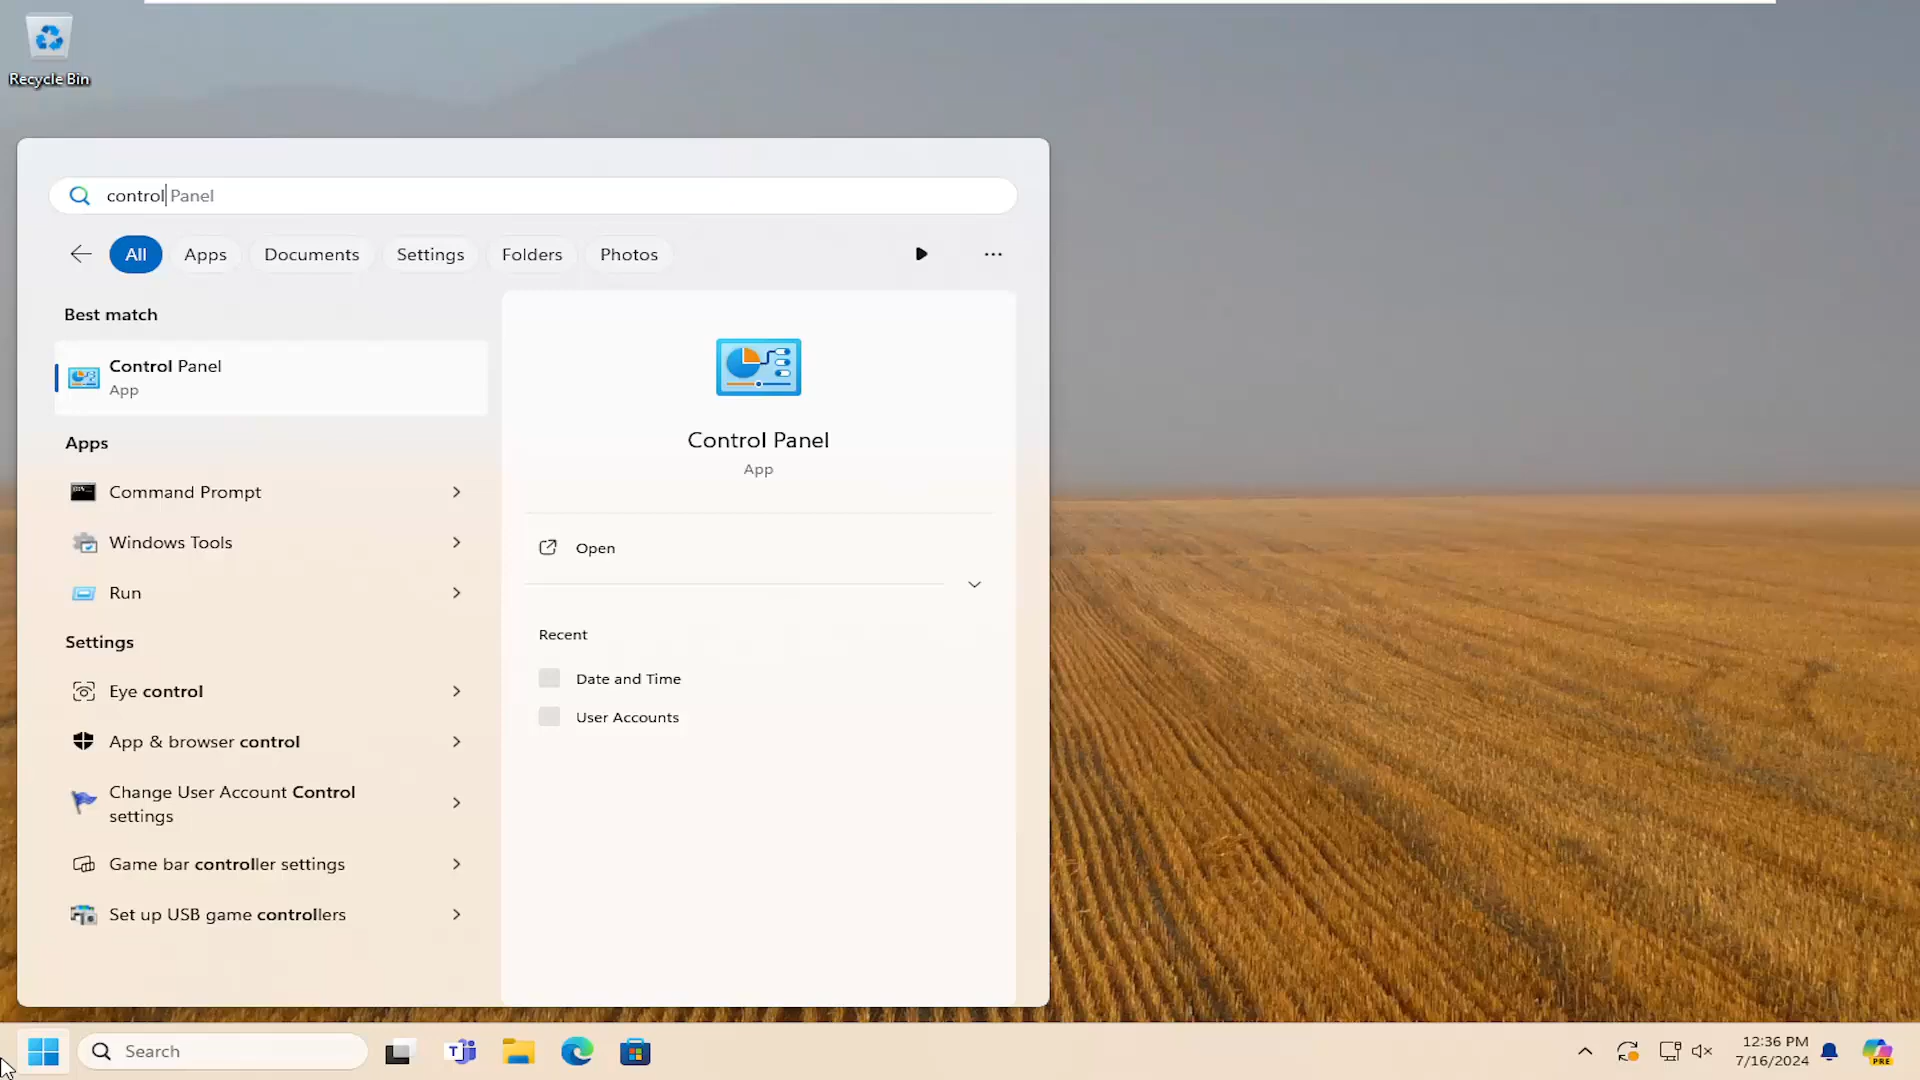 Recycle Bin
control Panel
All
Apps
Documents
Settings
Folders
Photos
Best match
Control Panel
App
Apps
Command Prompt
Windows Tools
Run
Settings
Eye control
App & browser control
Change User Account Control
settings
Game bar controller settings
Set up USB game controllers
Control Panel
App
Open
Recent
Date and Time
User Accounts
Search
12:36 PM
7/16/2024
PRE